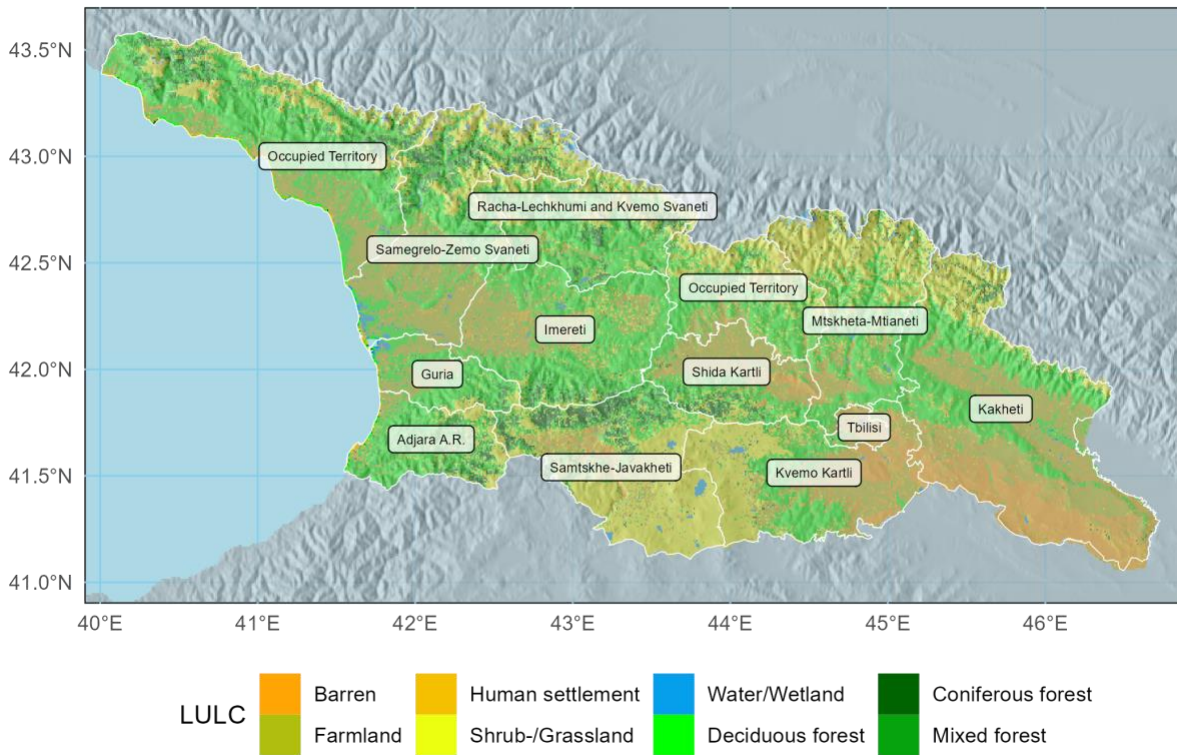 43.5°N
43.0°N
42.5°N
42.0°N
41.5°N
41.0°N
Occupied Territory
Racha-Lechkhumi and Kvemo Svaneti
Samegrelo-Zemo Svaneti
Occupied Territory
Imereti
Mtskheta-Mtianeti
Guria
Shida Kartli
Kakheti
Tbilisi
Adjara A.R.
Samtskhe-Javakheti
Kvemo Kartli
40°E 41°E 42°E 43°E 44°E 45°E 46°E
LULC
Barren Human settlement Water/Wetland Coniferous forest
Farmland Shrub-/Grassland Deciduous forest Mixed forest